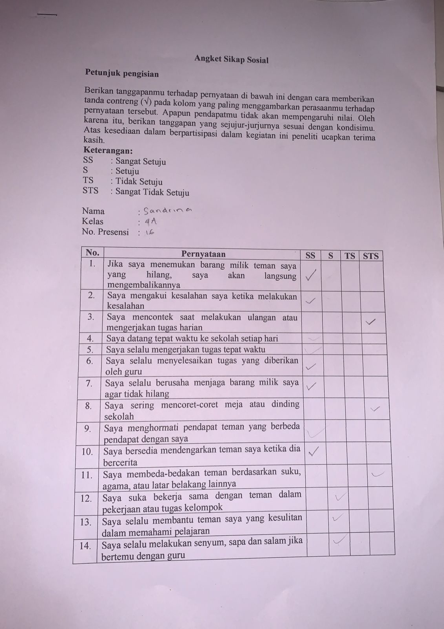 Angket Sikap Sosial
Petunjuk pengisian
Berikan tanggapanmu terhadap pernyataan di bawah ini dengan cara memberikan
tanda contreng (√) pada kolom yang paling menggambarkan perasaanmu terhadap
pernyataan tersebut. Apapun pendapatmu tidak akan mempengaruhi nilai. Oleh
karena itu, berikan tanggapan yang sejujur-jurjurnya sesuai dengan kondisimu.
Atas kesediaan dalam berpartisipasi dalam kegiatan ini peneliti ucapkan terima
kasih.
Keterangan:
SS : Sangat Setuju
S : Setuju
TS : Tidak Setuju
STS : Sangat Tidak Setuju
Nama : Sandrina
Kelas : 4A
No. Presensi : 26
No. Pernyataan SS S TS STS
1. Jika saya menemukan barang milik teman saya
yang hilang, saya akan langsung ✓
mengembalikannya
2. Saya mengakui kesalahan saya ketika melakukan ✓
kesalahan
3. Saya mencontek saat melakukan ulangan atau ✓
mengerjakan tugas harian
4. Saya datang tepat waktu ke sekolah setiap hari ✓
5. Saya selalu mengerjakan tugas tepat waktu ✓
6. Saya selalu menyelesaikan tugas yang diberikan ✓
oleh guru
7. Saya selalu berusaha menjaga barang milik saya ✓
agar tidak hilang
8. Saya sering mencoret-coret meja atau dinding ✓
sekolah
9. Saya menghormati pendapat teman yang berbeda ✓
pendapat dengan saya
10. Saya bersedia mendengarkan teman saya ketika dia ✓
bercerita
11. Saya membeda-bedakan teman berdasarkan suku, ✓
agama, atau latar belakang lainnya
12. Saya suka bekerja sama dengan teman dalam ✓
pekerjaan atau tugas kelompok
13. Saya selalu membantu teman saya yang kesulitan ✓
dalam memahami pelajaran
14. Saya selalu melakukan senyum, sapa dan salam jika ✓
bertemu dengan guru